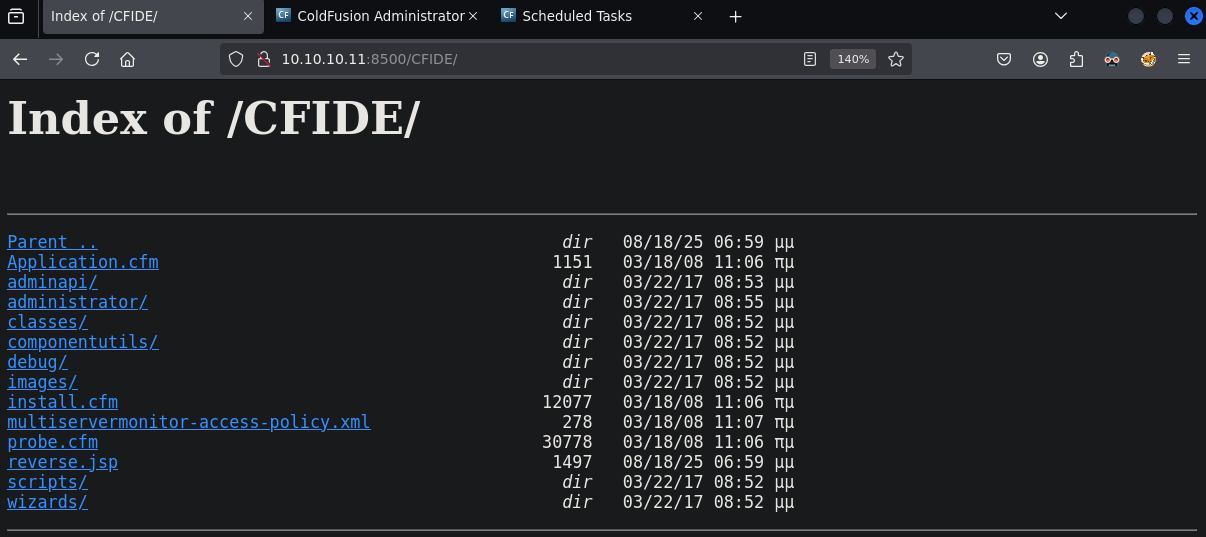 Index of /CFIDE/ ColdFusion Administrator Scheduled Tasks
10.10.10.11:8500/CFIDE/ 140%
Index of /CFIDE/
Parent .. dir 08/18/25 06:59 μμ
Application.cfm 1151 03/18/08 11:06 πμ
adminapi/ dir 03/22/17 08:53 μμ
administrator/ dir 03/22/17 08:55 μμ
classes/ dir 03/22/17 08:52 μμ
componentutils/ dir 03/22/17 08:52 μμ
debug/ dir 03/22/17 08:52 μμ
images/ dir 03/22/17 08:52 μμ
install.cfm 12077 03/18/08 11:06 πμ
multiservermonitor-access-policy.xml 278 03/18/08 11:07 πμ
probe.cfm 30778 03/18/08 11:06 πμ
reverse.jsp 1497 08/18/25 06:59 μμ
scripts/ dir 03/22/17 08:52 μμ
wizards/ dir 03/22/17 08:52 μμ